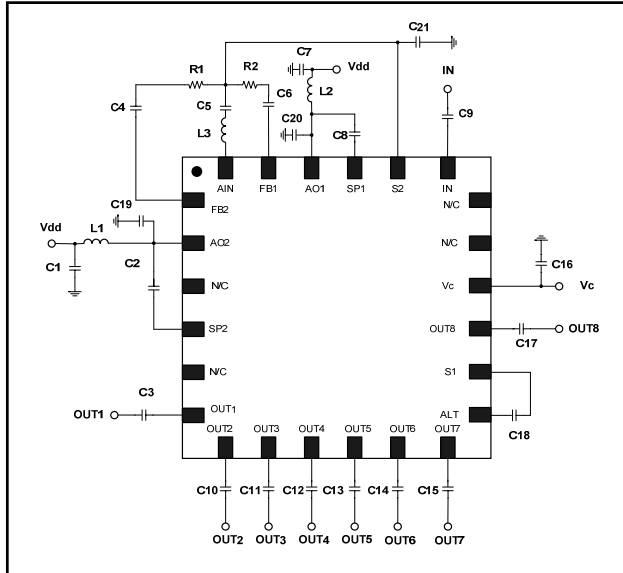 C21
C7
Vdd
IN
R1
R2
C4
C5
C6
L2
C9
L3
C20
C8
AIN
FB1
AO1
SP1
S2
IN
FB2
N/C
C19
Vdd
L1
AO2
N/C
C1
C2
N/C
Vc
C16
Vc
SP2
OUT8
C17
OUT8
N/C
S1
C3
OUT1
OUT1
ALT
C18
OUT2
OUT3
OUT4
OUT5
OUT6
OUT7
C10
C11
C12
C13
C14
C15
OUT2
OUT3
OUT4
OUT5
OUT6
OUT7